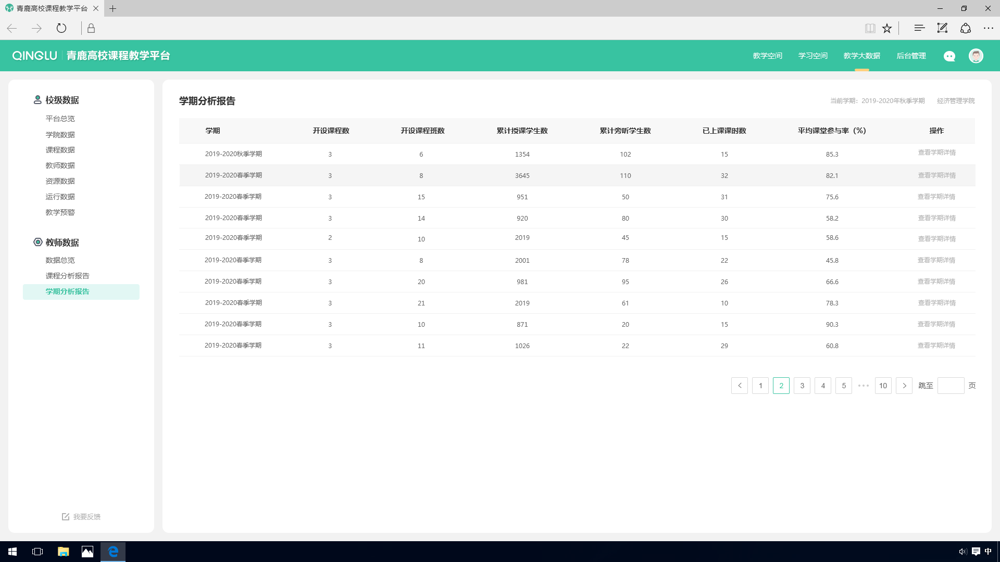 青鹿高校课程教学平台
QINGLU 青鹿高校课程教学平台
教学空间 学习空间 教学大数据 后台管理
校级数据
平台总览
学院数据
课程数据
教师数据
资源数据
运行数据
教学预警
教师数据
数据总览
课程分析报告
学期分析报告
我要反馈
学期分析报告
当前学期：2019-2020年秋季学期 经济管理学院
学期 开设课程数 开设课程班数 累计授课学生数 累计旁听学生数 已上课课时数 平均课堂参与率（%） 操作
2019-2020秋季学期 3 6 1354 102 15 85.3 查看学期详情
2019-2020春季学期 3 8 3645 110 32 82.1 查看学期详情
2019-2020春季学期 3 15 951 50 31 75.6 查看学期详情
2019-2020春季学期 3 14 920 80 30 58.2 查看学期详情
2019-2020春季学期 2 10 2019 45 15 58.6 查看学期详情
2019-2020春季学期 3 8 2001 78 22 45.8 查看学期详情
2019-2020春季学期 3 20 981 95 26 66.6 查看学期详情
2019-2020春季学期 3 21 2019 61 10 78.3 查看学期详情
2019-2020春季学期 3 10 871 20 15 90.3 查看学期详情
2019-2020春季学期 3 11 1026 22 29 60.8 查看学期详情
1 2 3 4 5 ••• 10 跳至 页
中